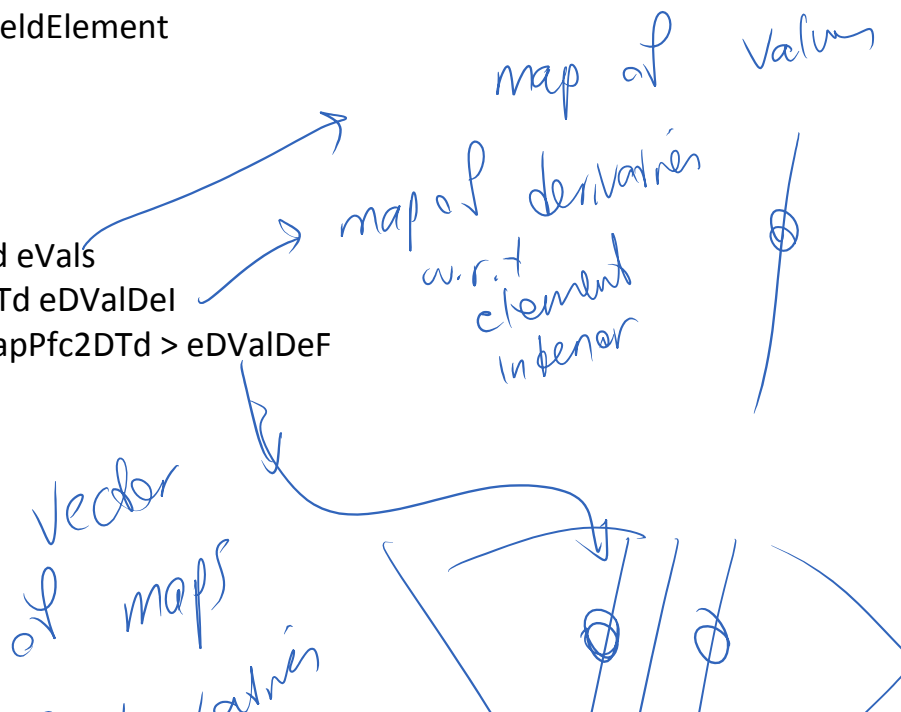 eldElement
map of values
map of derivatives
w.r.t
element
interior
d eVals
Td eDValDeI
apPfc2DTd > eDValDeF
vector
of maps